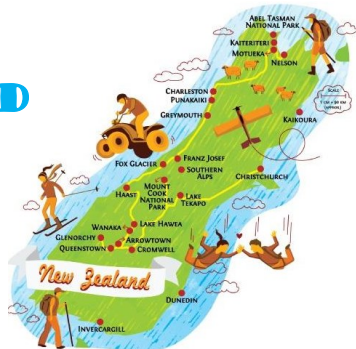 ABEL TASMAN
NATIONAL PARK
KAITERITERI
MOTUEKA
NELSON
CHARLESTON
PUNAKAIKI
GREYMOUTH
SCALE
KAIKOURA
FOX GLACIER
FRANZ JOSEF
SOUTHERN
ALPS
CHRISTCHURCH
HAAST
MOUNT
COOK
NATIONAL
PARK
LAKE
TEKAPO
WANAKA
LAKE HAWEA
GLENORCHY
ARROWTOWN
QUEENSTOWN
CROMWELL
New Zealand
DUNEDIN
INVERCARGILL